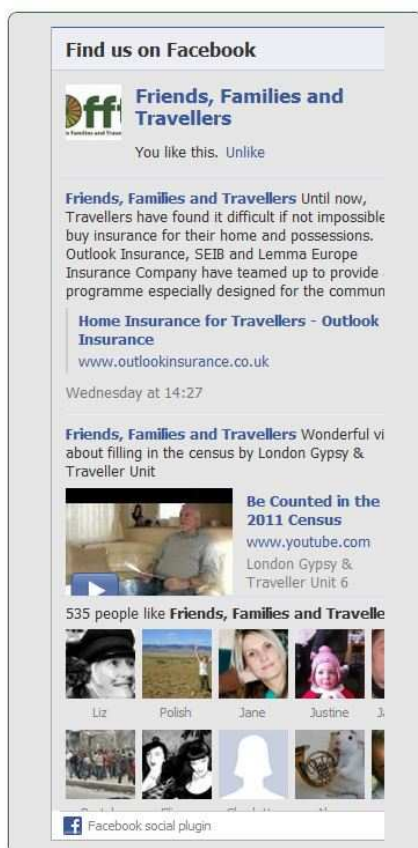 Find us on Facebook
fft
Friends, Families and
Travellers
You like this. Unlike
Friends, Families and Travellers Until now,
Travellers have found it difficult if not impossible
buy insurance for their home and possessions.
Outlook Insurance, SEIB and Lemma Europe
Insurance Company have teamed up to provide
programme especially designed for the commun
Home Insurance for Travellers - Outlook
Insurance
www.outlookinsurance.co.uk
Wednesday at 14:27
Friends, Families and Travellers Wonderful vi
about filling in the census by London Gypsy &
Traveller Unit
Be Counted in the
2011 Census
www.youtube.com
London Gypsy &
Traveller Unit 6
535 people like Friends, Families and Travelle
Liz Polish Jane Justine
Facebook social plugin